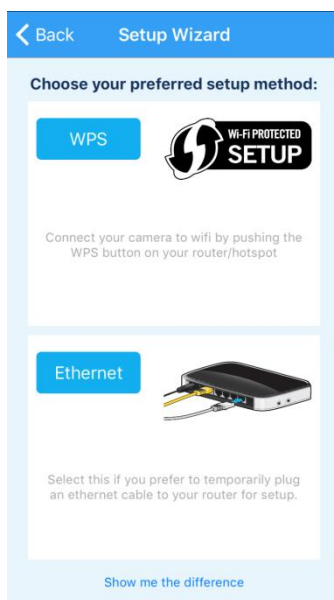 Back Setup Wizard
Choose your preferred setup method:
WPS
Wi-Fi PROTECTED
SETUP
Connect your camera to wifi by pushing the
WPS button on your router/hotspot
Ethernet
Select this if you prefer to temporarily plug
an ethernet cable to your router for setup.
Show me the difference